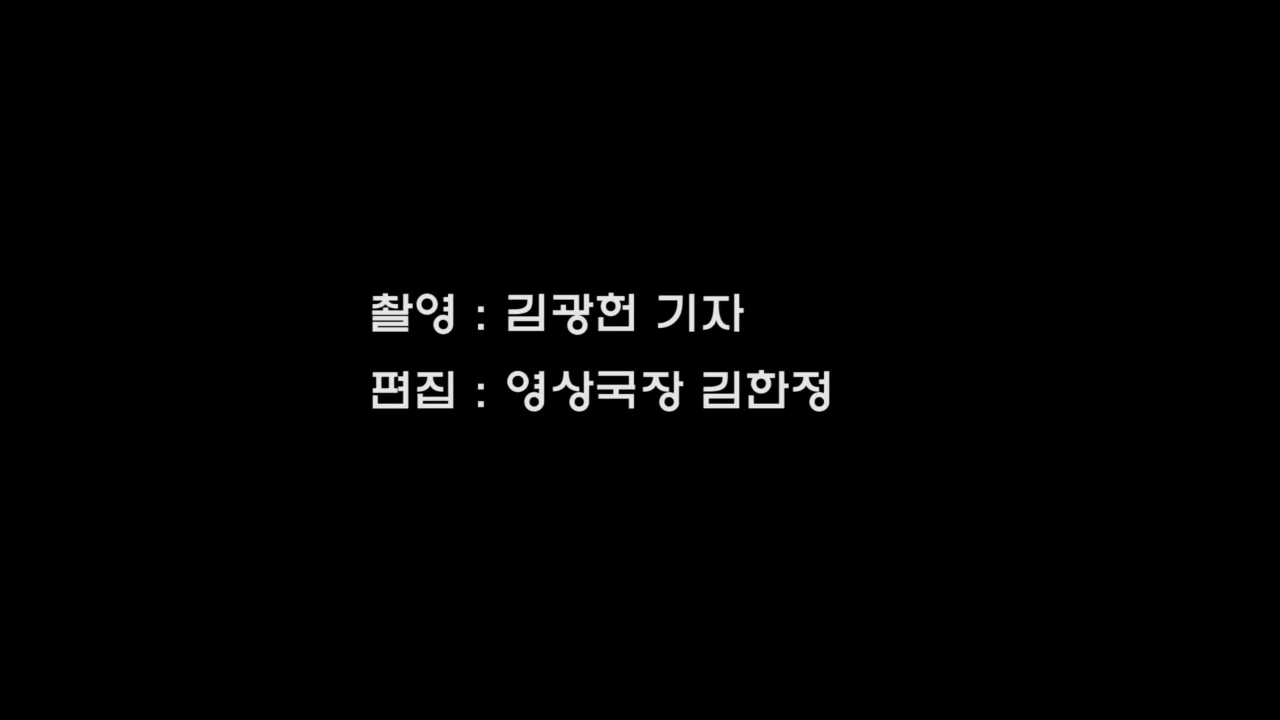 촬영 : 김광헌 기자
편집 : 영상국장 김한정